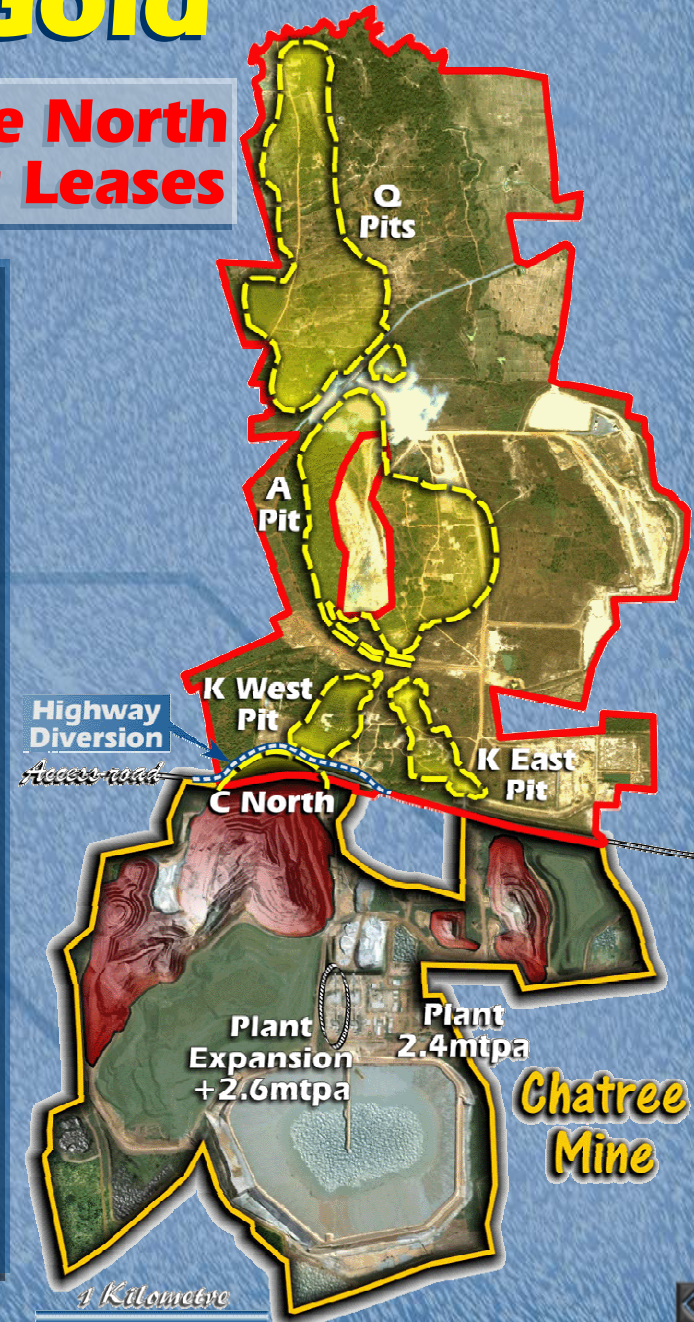 Gold
e North
Leases
Q
Pits
A
Pit
K West
Pit
Highway
Diversion
Access road
K East
Pit
C North
Plant
2.4mtpa
Plant
Expansion
+2.6mtpa
Chatree
Mine
1 Kilometre